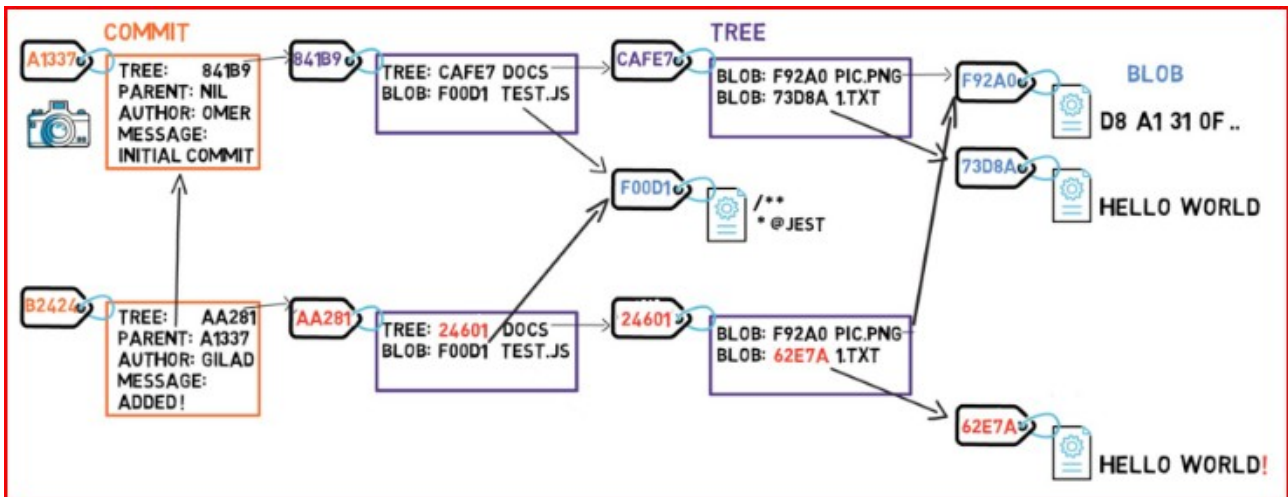 COMMIT
TREE
BLOB
A1337
TREE: 841B9
PARENT: NIL
AUTHOR: OMER
MESSAGE:
INITIAL COMMIT
841B9
TREE: CAFE7 DOCS
BLOB: F00D1 TEST.JS
CAFE7
BLOB: F92A0 PIC.PNG
BLOB: 73D8A 1.TXT
F92A0
D8 A1 31 0F ..
73D8A
HELLO WORLD
F00D1
/**
* @JEST
B2424
TREE: AA281
PARENT: A1337
AUTHOR: GILAD
MESSAGE:
ADDED!
AA281
TREE: 24601 DOCS
BLOB: F00D1 TEST.JS
24601
BLOB: F92A0 PIC.PNG
BLOB: 62E7A 1.TXT
62E7A
HELLO WORLD!